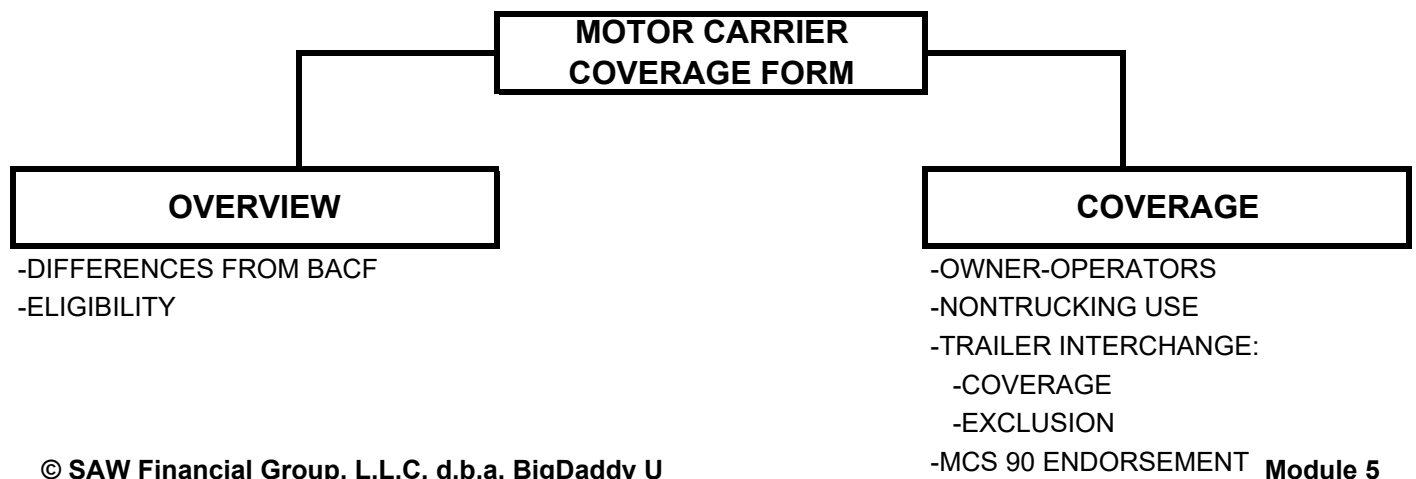 MOTOR CARRIER
COVERAGE FORM
OVERVIEW
-DIFFERENCES FROM BACF
-ELIGIBILITY
COVERAGE
-OWNER-OPERATORS
-NONTRUCKING USE
-TRAILER INTERCHANGE:
-COVERAGE
-EXCLUSION
-MCS 90 ENDORSEMENT
© SAW Financial Group, L.L.C. d.b.a. BigDaddy U
Module 5